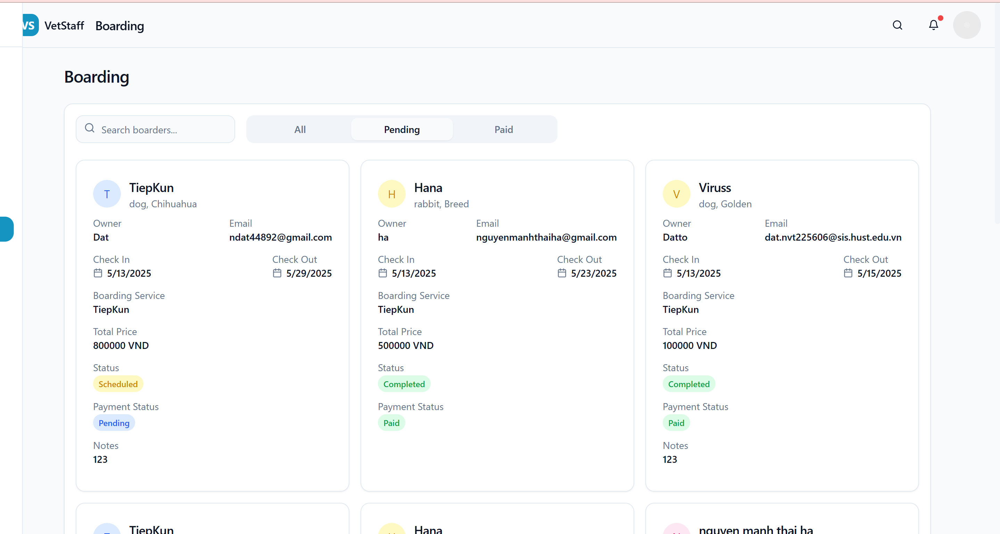 VS VetStaff Boarding
Boarding
Search boarders...
All Pending Paid
T
TiepKun
dog, Chihuahua
Owner Email
Dat ndat44892@gmail.com
Check In Check Out
5/13/2025 5/29/2025
Boarding Service
TiepKun
Total Price
800000 VND
Status
Scheduled
Payment Status
Pending
Notes
123
H
Hana
rabbit, Breed
Owner Email
ha nguyenmanhthaiha@gmail.com
Check In Check Out
5/13/2025 5/23/2025
Boarding Service
TiepKun
Total Price
500000 VND
Status
Completed
Payment Status
Paid
V
Viruss
dog, Golden
Owner Email
Datto dat.nvt225606@sis.hust.edu.vn
Check In Check Out
5/13/2025 5/15/2025
Boarding Service
TiepKun
Total Price
100000 VND
Status
Completed
Payment Status
Paid
Notes
123
TiepKun
Hana
nguyen manh thai ha